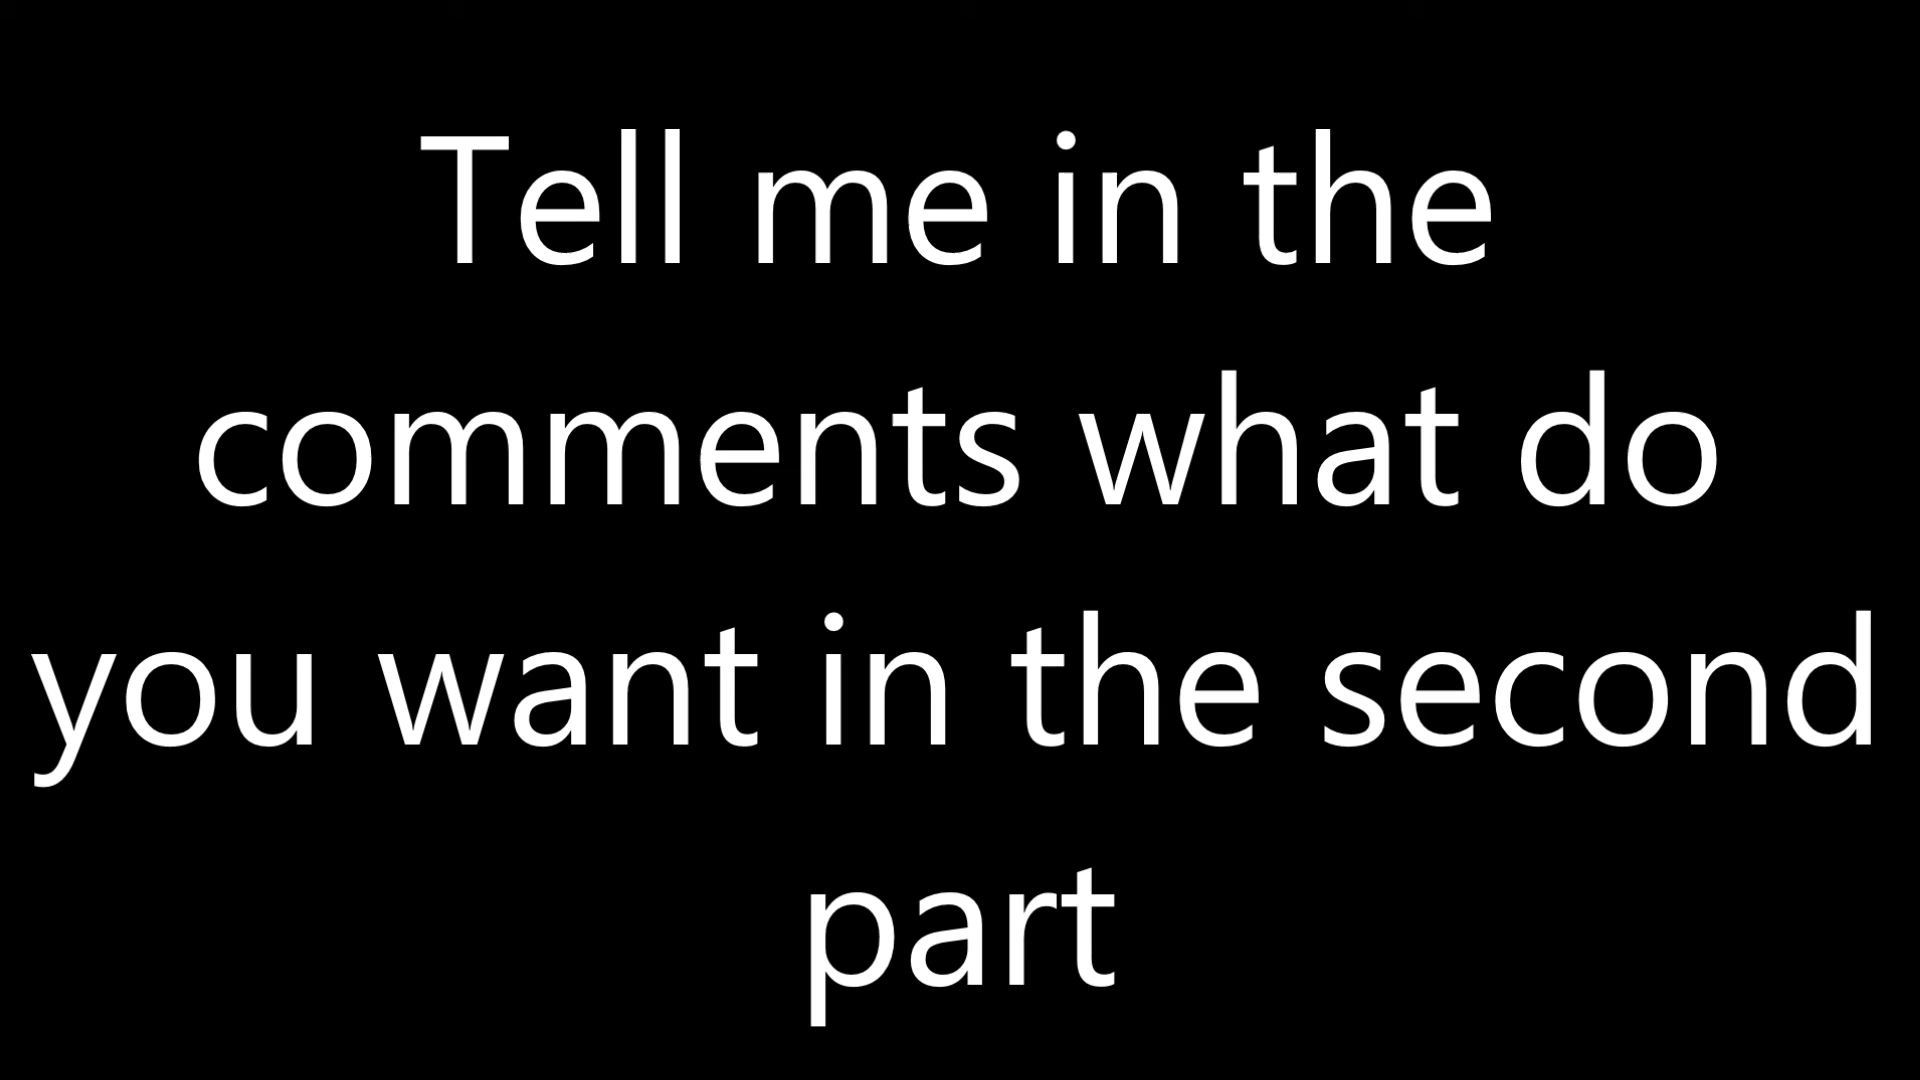 Tell me in the
comments what do
you want in the second
part